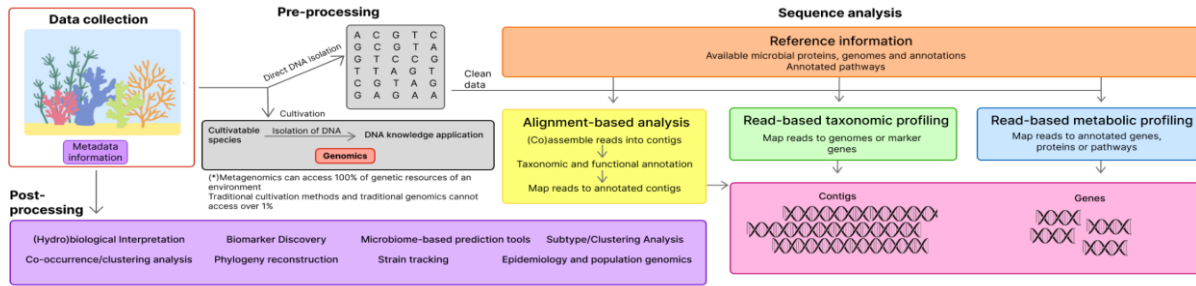 Data collection
Metadata
information
Pre-processing
Direct DNA isolation
A C G T C
G C G T A
G T C C G
T T A G T
C G T A G
G A G A A
Clean
data
Cultivation
Cultivatable
species
Isolation of DNA
DNA knowledge application
Genomics
(*)Metagenomics can access 100% of genetic resources of an
environment
Traditional cultivation methods and traditional genomics cannot
access over 1%
Sequence analysis
Reference information
Available microbial proteins, genomes and annotations
Annotated pathways
Alignment-based analysis
(Co)assemble reads into contigs
Taxonomic and functional annotation
Map reads to annotated contigs
Read-based taxonomic profiling
Map reads to genomes or marker
genes
Read-based metabolic profiling
Map reads to annotated genes,
proteins or pathways
Contigs
Genes
Post-
processing
(Hydro)biological Interpretation
Biomarker Discovery
Microbiome-based prediction tools
Subtype/Clustering Analysis
Co-occurrence/clustering analysis
Phylogeny reconstruction
Strain tracking
Epidemiology and population genomics